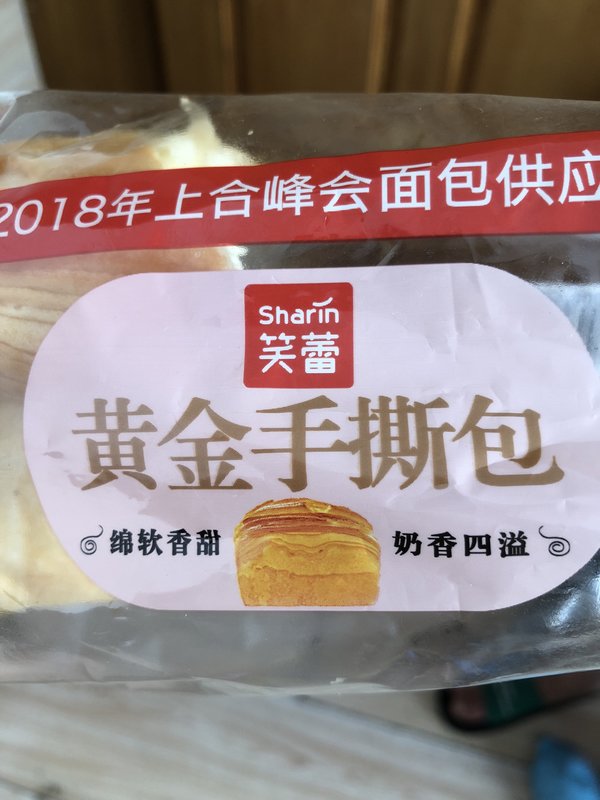 2018年上合峰会面包供应
Sharin
笑蕾
黄金手撕包
绵软香甜
奶香四溢